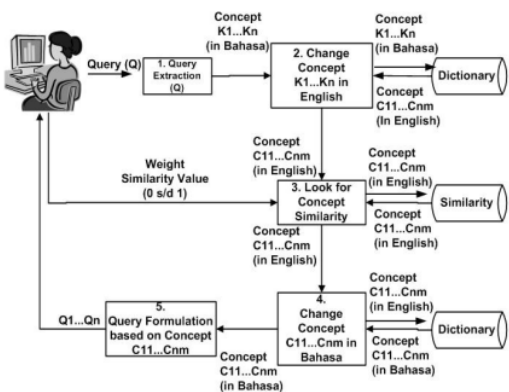 Query (Q)
1. Query
Extraction
(Q)
Concept
K1...Kn
(in Bahasa)
2. Change
Concept
K1...Kn in
English
Concept
K1...Kn
(in Bahasa)
Dictionary
Concept
C11...Cnm
(In English)
Concept
C11...Cnm
(in English)
Weight
Similarity Value
(0 s/d 1)
3. Look for
Concept
Similarity
Concept
C11...Cnm
(in English)
Similarity
Concept
C11...Cnm
(in English)
Concept
C11...Cnm
(in English)
4.
Change
Concept
C11...Cnm in
Bahasa
Concept
C11...Cnm
(in English)
Dictionary
Concept
C11...Cnm
(in Bahasa)
Concept
C11...Cnm
(in Bahasa)
5.
Query Formulation
based on Concept
C11...Cnm
Q1...Qn